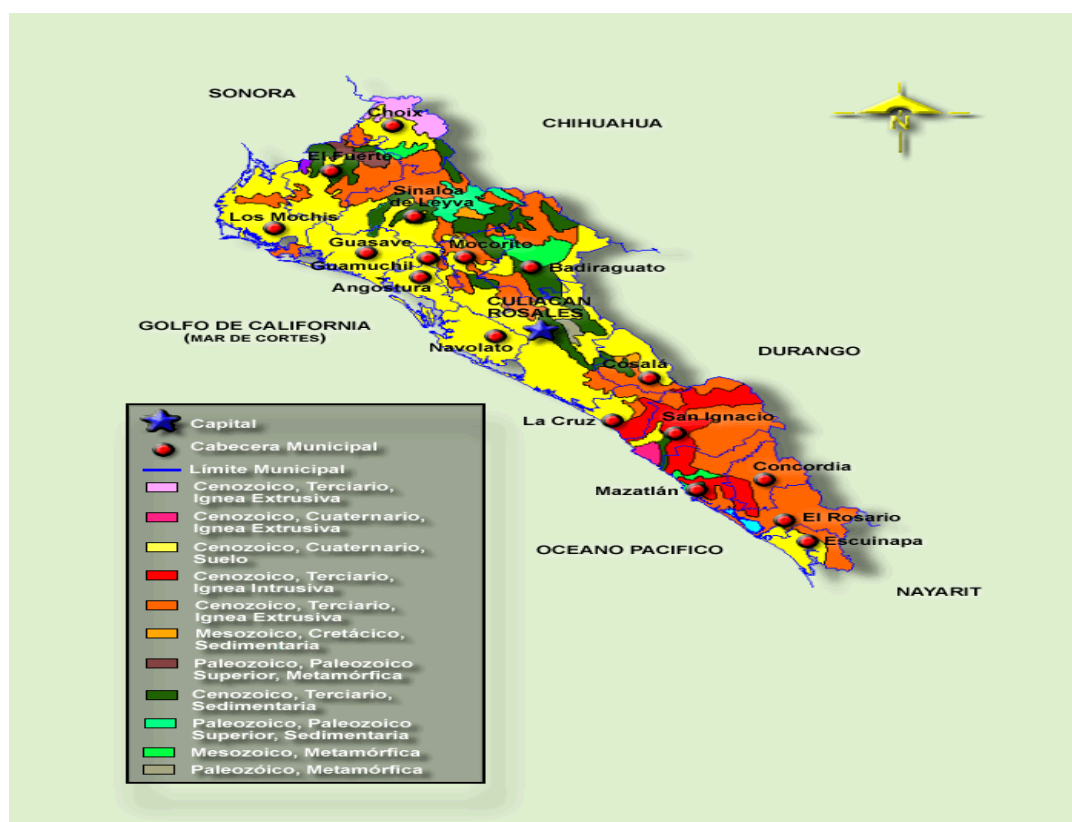 SONORA
CHIHUAHUA
N
Choix
El Fuerte
Sinaloa
de Leyva
Los Mochis
Guasave
Mocorito
Guamuchil
Badiraguato
Angostura
CULIACAN
ROSALES
GOLFO DE CALIFORNIA
(MAR DE CORTES)
Navolato
DURANGO
Cosalá
La Cruz
San Ignacio
Concordia
Mazatlán
El Rosario
Escuinapa
OCEANO PACIFICO
NAYARIT
Capital
Cabecera Municipal
Límite Municipal
Cenozoico, Terciario,
Ignea Extrusiva
Cenozoico, Cuaternario,
Ignea Extrusiva
Cenozoico, Cuaternario,
Suelo
Cenozoico, Terciario,
Ignea Intrusiva
Cenozoico, Terciario,
Ignea Extrusiva
Mesozoico, Cretácico,
Sedimentaria
Paleozoico, Paleozoico
Superior, Metamórfica
Cenozoico, Terciario,
Sedimentaria
Paleozoico, Paleozoico
Superior, Sedimentaria
Mesozoico, Metamórfica
Paleozóico, Metamórfica